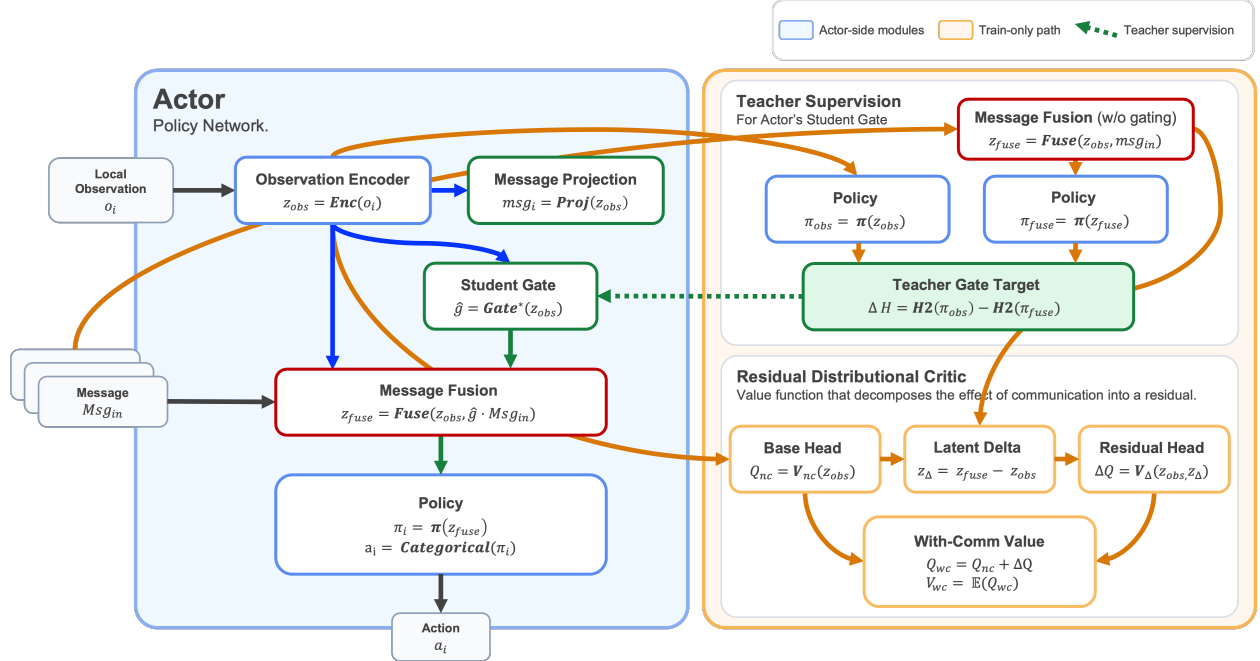 Actor-side modules
Train-only path
Teacher supervision
Actor
Policy Network.
Local
Observation
o_i
Observation Encoder
z_obs = Enc(o_i)
Message Projection
msg_i = Proj(z_obs)
Student Gate
ĝ = Gate*(z_obs)
Message
Msg_in
Message Fusion
z_fuse = Fuse(z_obs, ĝ · Msg_in)
Policy
π_i = π(z_fuse)
a_i = Categorical(π_i)
Action
a_i
Teacher Supervision
For Actor's Student Gate
Message Fusion (w/o gating)
z_fuse = Fuse(z_obs, msg_in)
Policy
π_obs = π(z_obs)
Policy
π_fuse = π(z_fuse)
Teacher Gate Target
Δ H = H2(π_obs) − H2(π_fuse)
Residual Distributional Critic
Value function that decomposes the effect of communication into a residual.
Base Head
Q_nc = V_nc(z_obs)
Latent Delta
z_Δ = z_fuse − z_obs
Residual Head
ΔQ = V_Δ(z_obs, z_Δ)
With-Comm Value
Q_wc = Q_nc + ΔQ
V_wc = 𝔼(Q_wc)